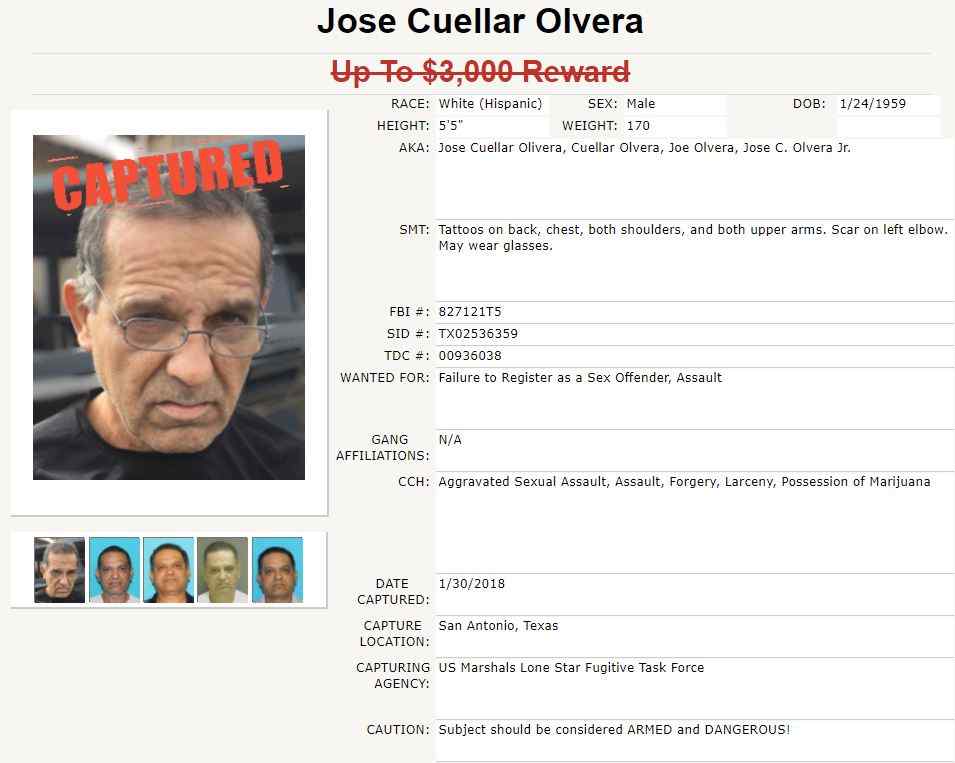 Jose Cuellar Olvera
Up To $3,000 Reward
RACE: White (Hispanic) SEX: Male DOB: 1/24/1959
HEIGHT: 5'5" WEIGHT: 170
AKA: Jose Cuellar Olivera, Cuellar Olvera, Joe Olvera, Jose C. Olvera Jr.
CAPTURED
SMT: Tattoos on back, chest, both shoulders, and both upper arms. Scar on left elbow.
May wear glasses.
FBI #: 827121T5
SID #: TX02536359
TDC #: 00936038
WANTED FOR: Failure to Register as a Sex Offender, Assault
GANG
AFFILIATIONS: N/A
CCH: Aggravated Sexual Assault, Assault, Forgery, Larceny, Possession of Marijuana
DATE
CAPTURED: 1/30/2018
CAPTURE
LOCATION: San Antonio, Texas
CAPTURING
AGENCY: US Marshals Lone Star Fugitive Task Force
CAUTION: Subject should be considered ARMED and DANGEROUS!